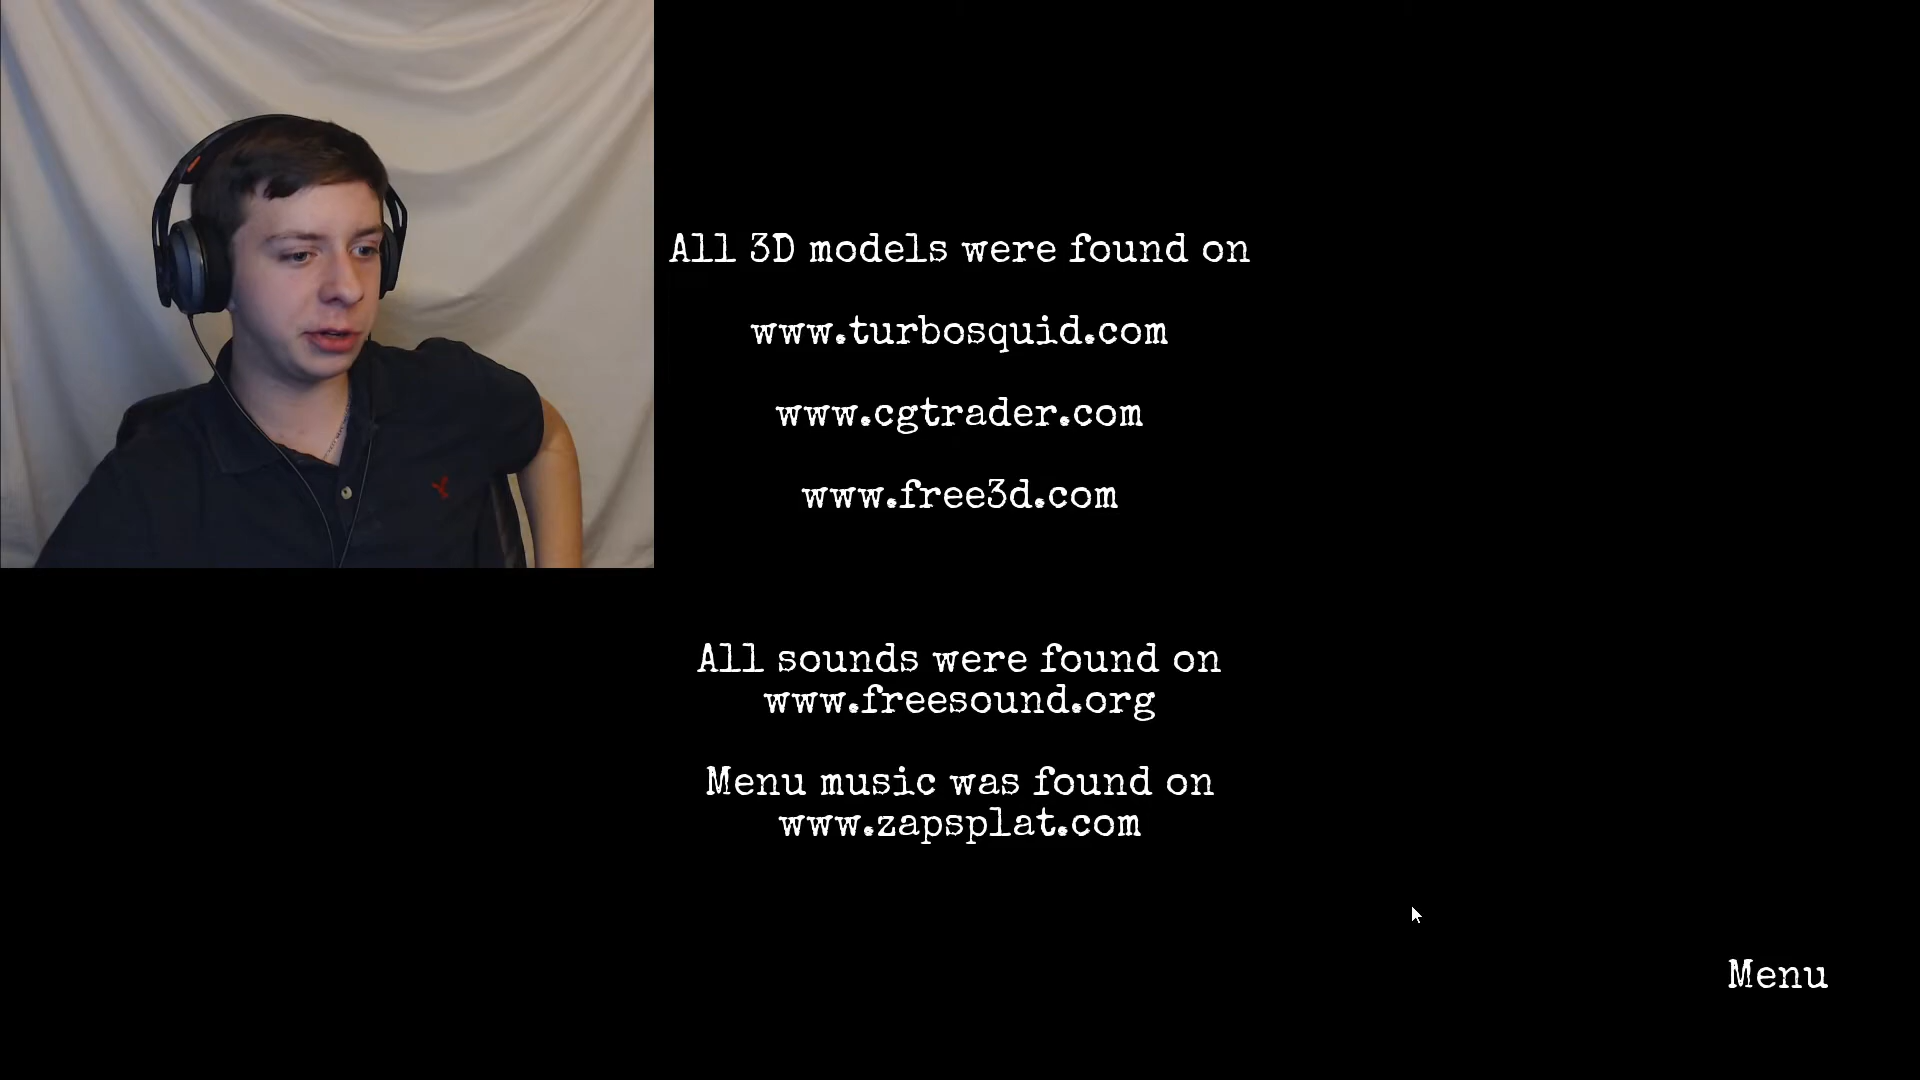 All 3D models were found on
www.turbosquid.com
www.cgtrader.com
www.free3d.com
All sounds were found on
www.freesound.org
Menu music was found on
www.zapsplat.com
Menu